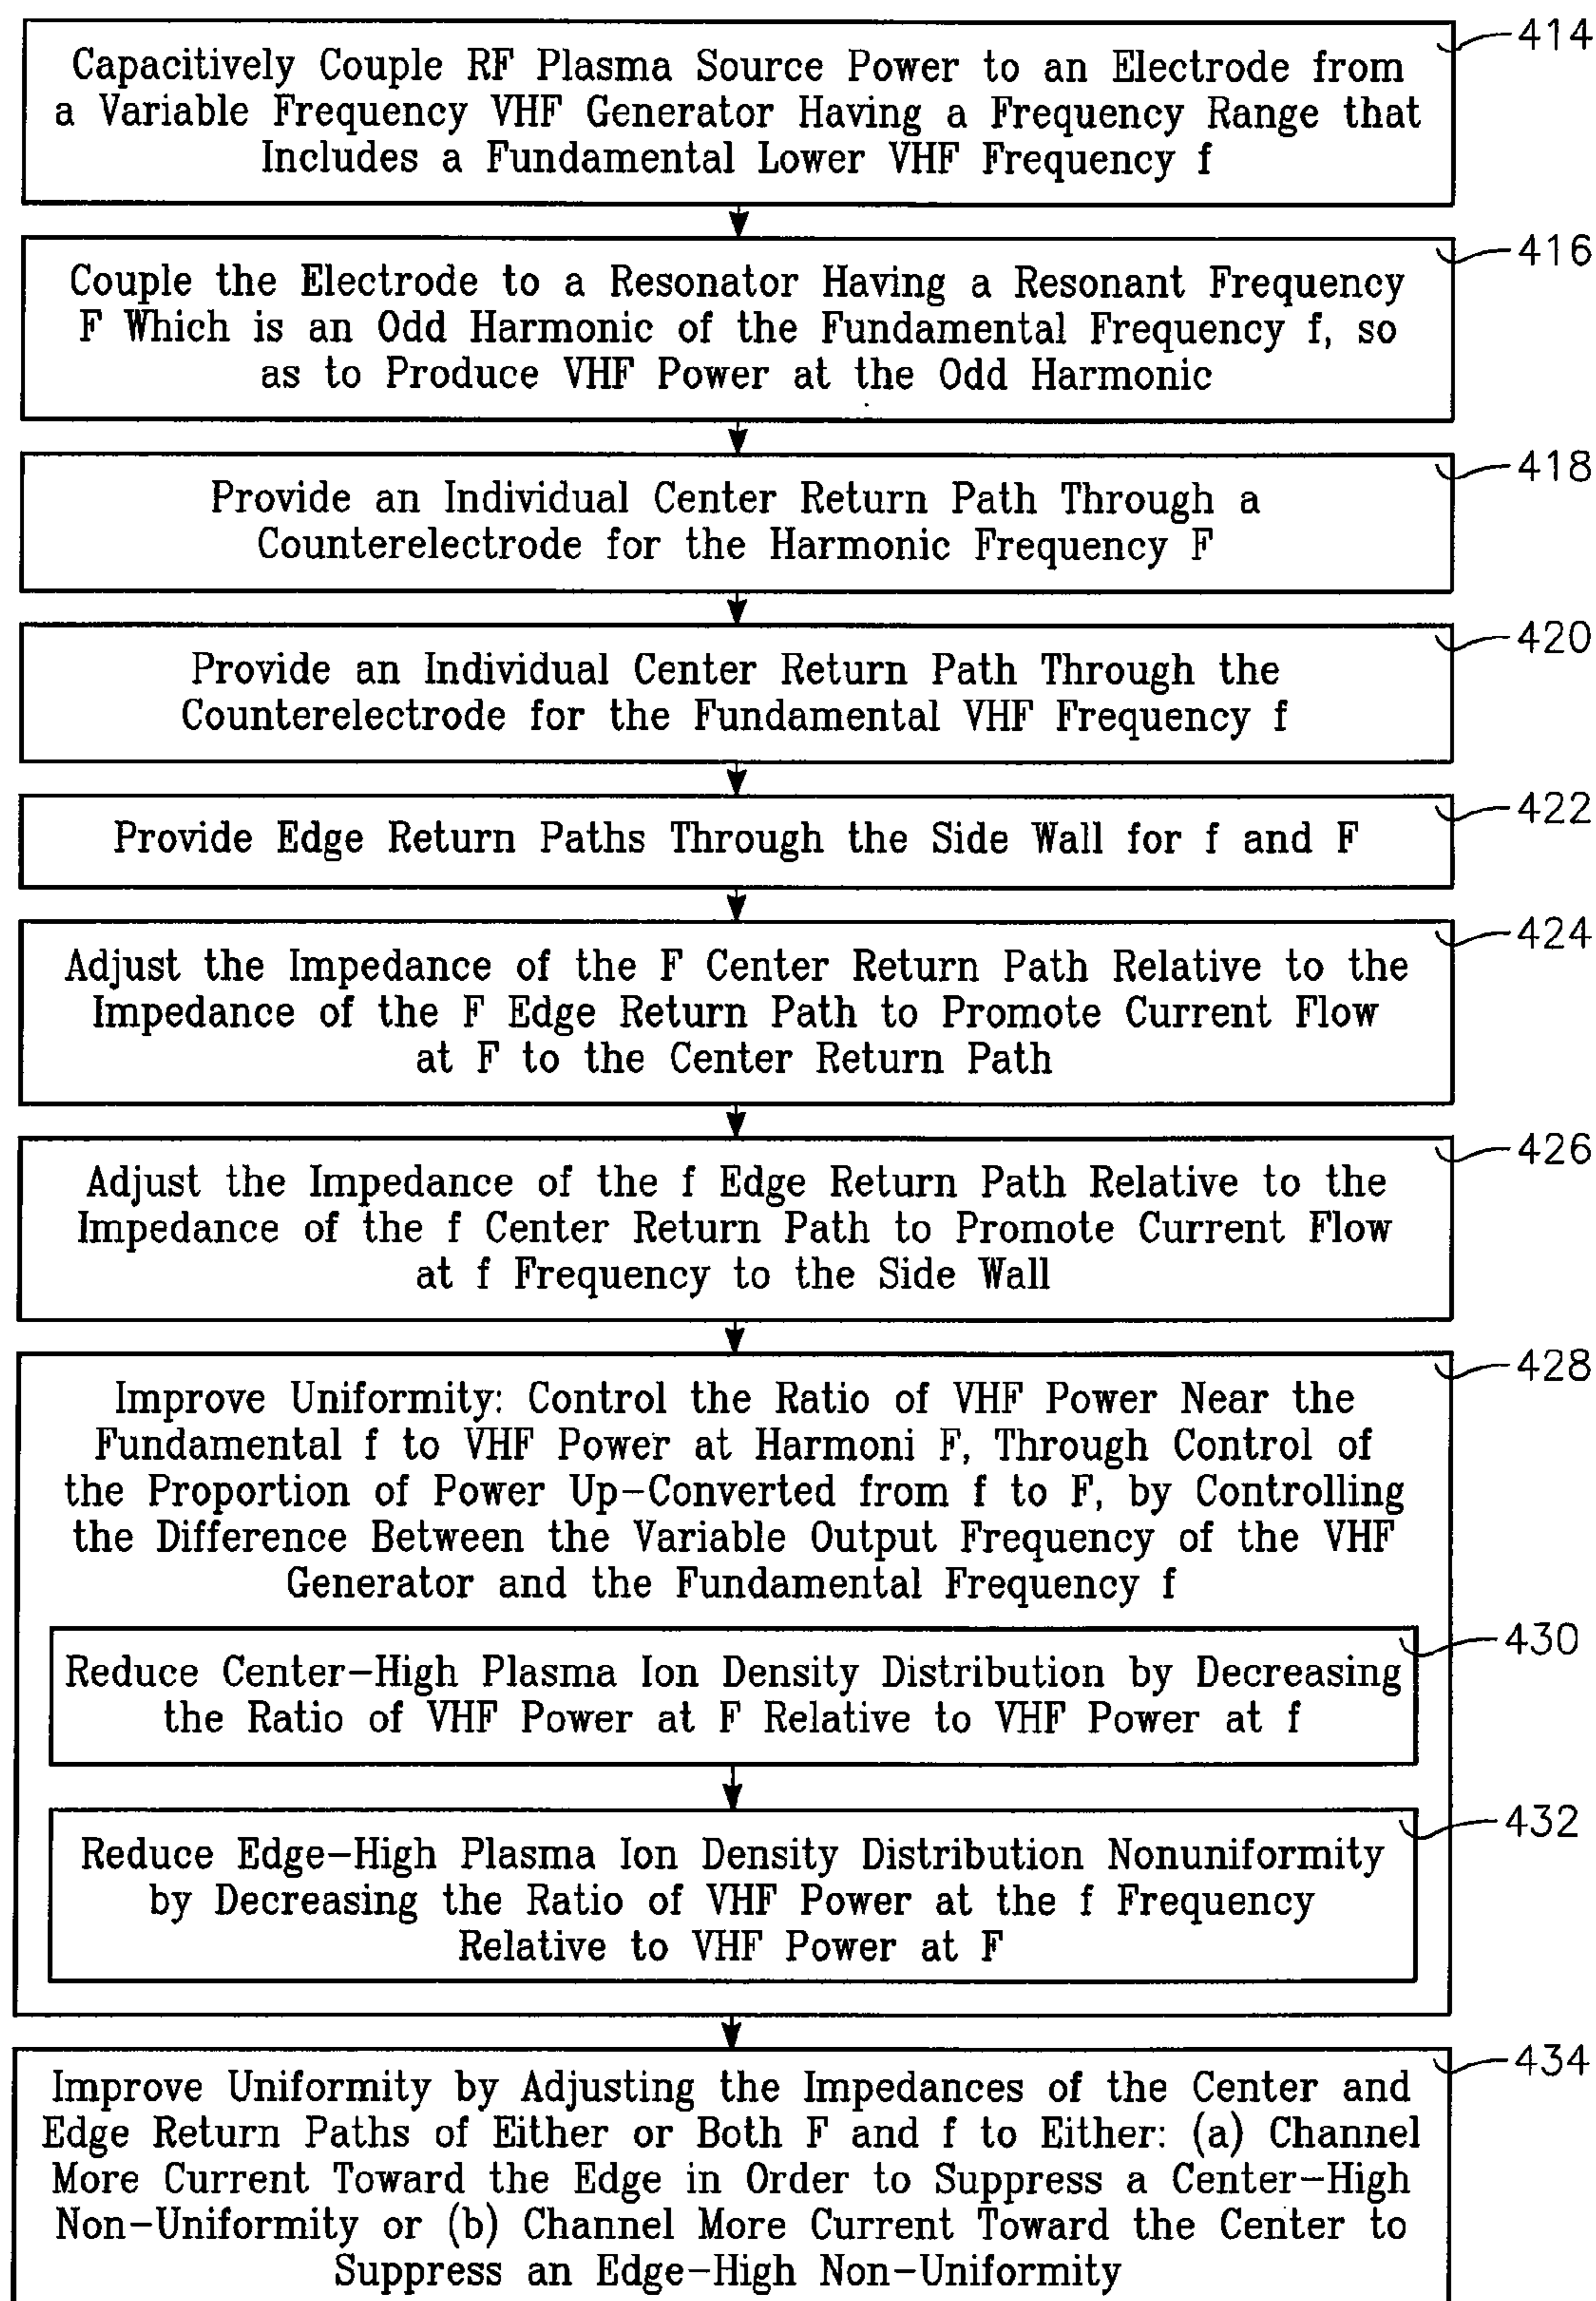 414
Capacitively Couple RF Plasma Source Power to an Electrode from
a Variable Frequency VHF Generator Having a Frequency Range that
Includes a Fundamental Lower VHF Frequency f
416
Couple the Electrode to a Resonator Having a Resonant Frequency
F Which is an Odd Harmonic of the Fundamental Frequency f, so
as to Produce VHF Power at the Odd Harmonic
418
Provide an Individual Center Return Path Through a
Counterelectrode for the Harmonic Frequency F
420
Provide an Individual Center Return Path Through the
Counterelectrode for the Fundamental VHF Frequency f
422
Provide Edge Return Paths Through the Side Wall for f and F
424
Adjust the Impedance of the F Center Return Path Relative to the
Impedance of the F Edge Return Path to Promote Current Flow
at F to the Center Return Path
426
Adjust the Impedance of the f Edge Return Path Relative to the
Impedance of the f Center Return Path to Promote Current Flow
at f Frequency to the Side Wall
428
Improve Uniformity: Control the Ratio of VHF Power Near the
Fundamental f to VHF Power at Harmoni F, Through Control of
the Proportion of Power Up-Converted from f to F, by Controlling
the Difference Between the Variable Output Frequency of the VHF
Generator and the Fundamental Frequency f
430
Reduce Center-High Plasma Ion Density Distribution by Decreasing
the Ratio of VHF Power at F Relative to VHF Power at f
432
Reduce Edge-High Plasma Ion Density Distribution Nonuniformity
by Decreasing the Ratio of VHF Power at the f Frequency
Relative to VHF Power at F
434
Improve Uniformity by Adjusting the Impedances of the Center and
Edge Return Paths of Either or Both F and f to Either: (a) Channel
More Current Toward the Edge in Order to Suppress a Center-High
Non-Uniformity or (b) Channel More Current Toward the Center to
Suppress an Edge-High Non-Uniformity